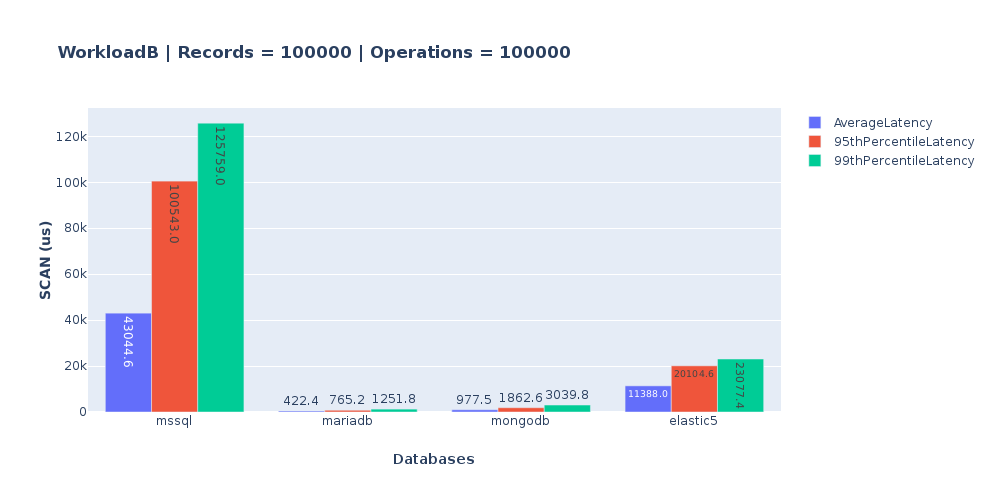 WorkloadB | Records = 100000 | Operations = 100000
AverageLatency
95thPercentileLatency
99thPercentileLatency
SCAN (us)
120k
100k
80k
60k
40k
20k
0
43044.6
100543.0
125759.0
422.4
765.2
1251.8
977.5
1862.6
3039.8
11388.0
20104.6
23077.4
mssql
mariadb
mongodb
elastic5
Databases